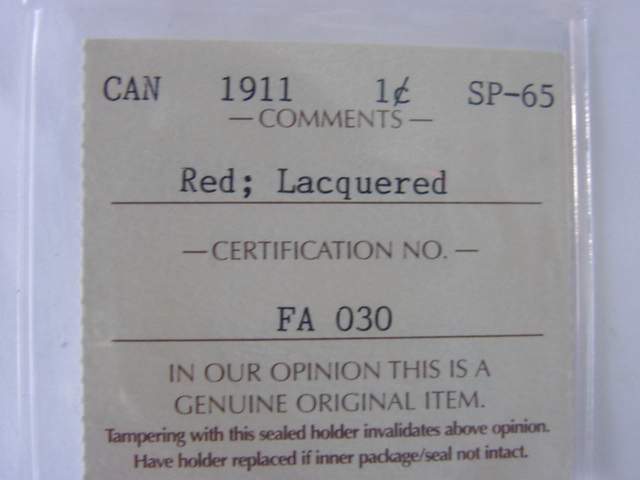 CAN 1911 1¢ SP-65
— COMMENTS —
Red; Lacquered
— CERTIFICATION NO. —
FA 030
IN OUR OPINION THIS IS A
GENUINE ORIGINAL ITEM.
Tampering with this sealed holder invalidates above opinion.
Have holder replaced if inner package/seal not intact.